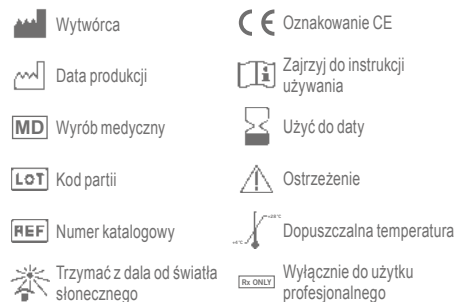 Wytwórca
CE Oznakowanie CE
Data produkcji
Zajrzyj do instrukcji
używania
MD Wyrób medyczny
Użyć do daty
LOT Kod partii
Ostrzeżenie
REF Numer katalogowy
Dopuszczalna temperatura
Trzymać z dala od światła
słonecznego
Rx ONLY Wyłącznie do użytku
profesjonalnego